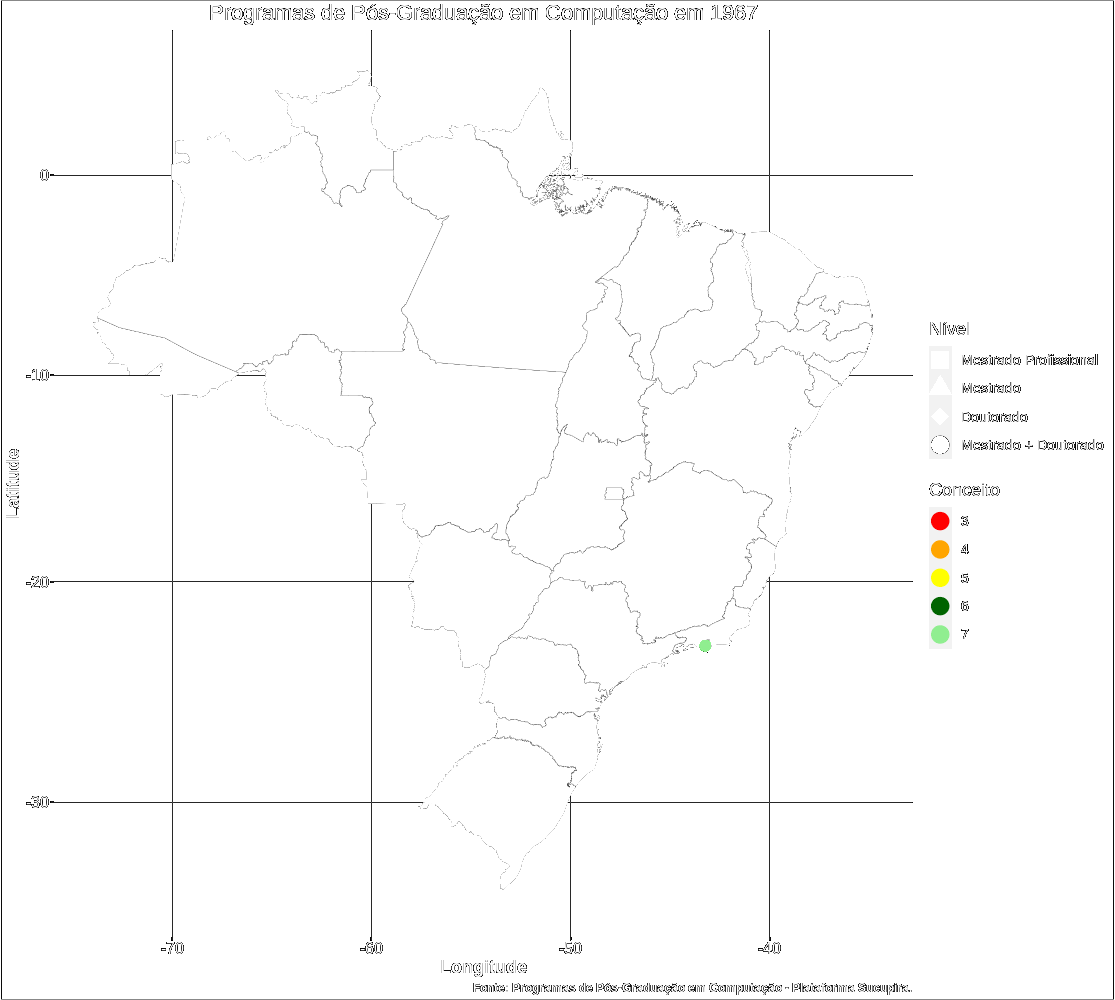 Programas de Pós-Graduação em Computação em 1967
0
-10
-20
-30
Latitude
-70
-60
-50
-40
Longitude
Nível
Mestrado Profissional
Mestrado
Doutorado
Mestrado + Doutorado
Conceito
3
4
5
6
7
Fonte: Programas de Pós-Graduação em Computação - Plataforma Sucupira.